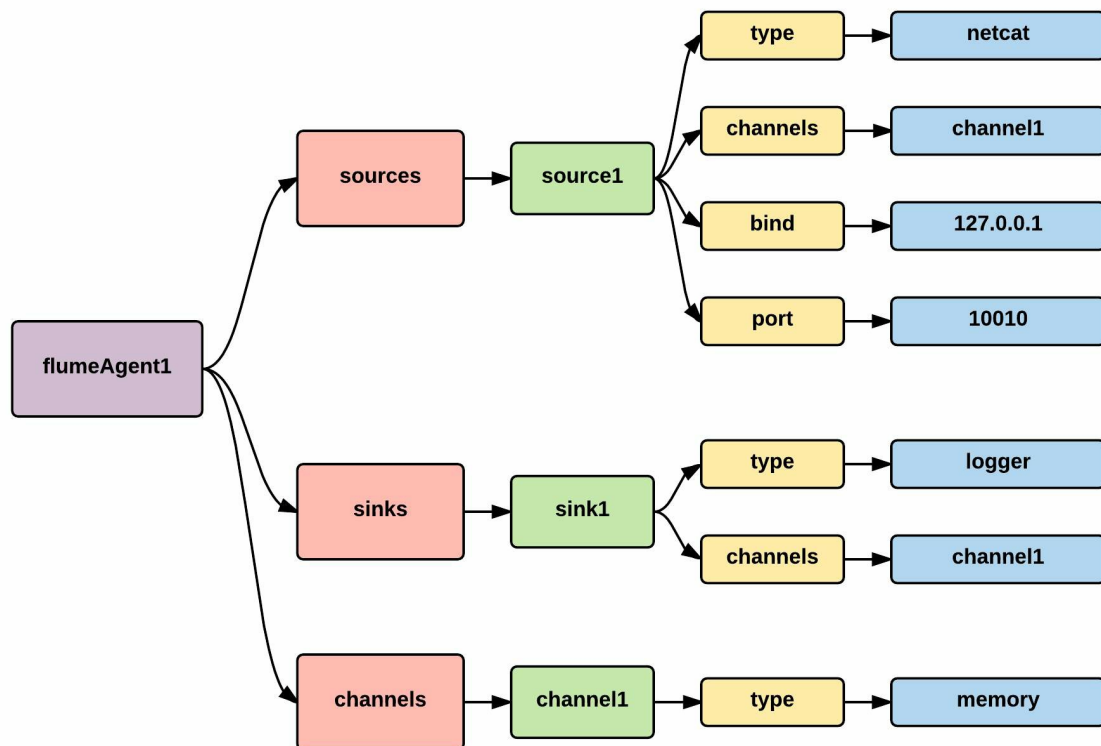 type
netcat
channels
channel1
sources
source1
bind
127.0.0.1
port
10010
flumeAgent1
type
logger
sinks
sink1
channels
channel1
channels
channel1
type
memory